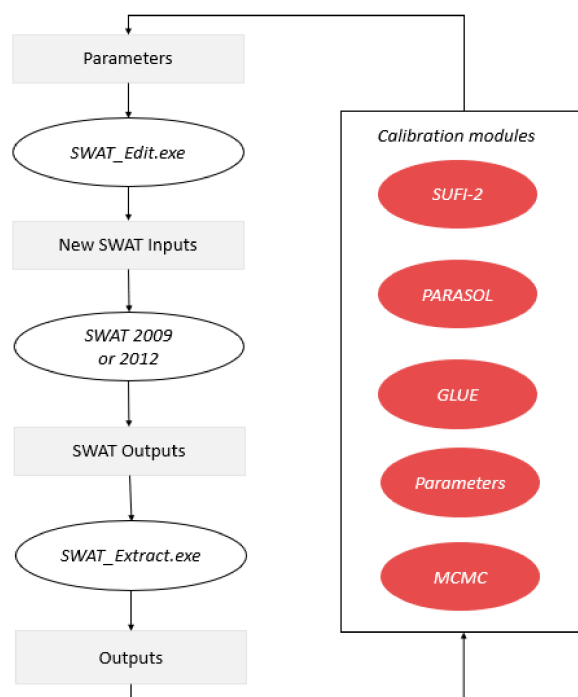 Parameters
SWAT_Edit.exe
New SWAT Inputs
SWAT 2009
or 2012
SWAT Outputs
SWAT_Extract.exe
Outputs
Calibration modules
SUFI-2
PARASOL
GLUE
Parameters
MCMC